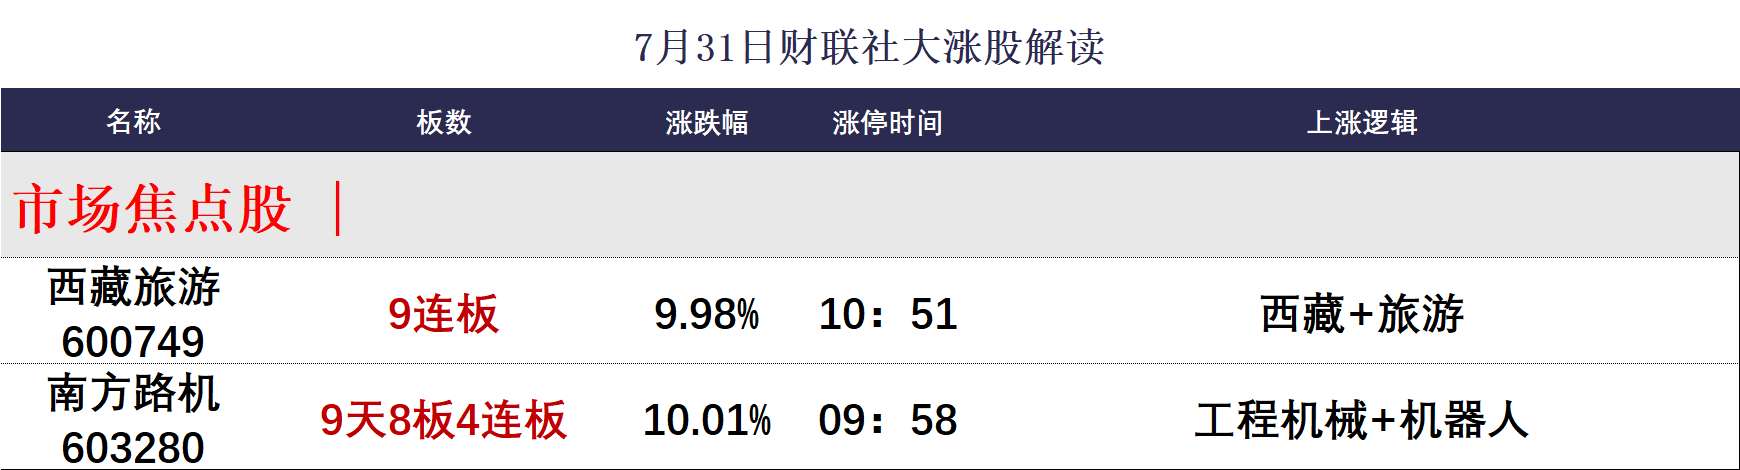 7月31日财联社大涨股解读
名称 板数 涨跌幅 涨停时间 上涨逻辑
市场焦点股 |
西藏旅游
600749 9连板 9.98% 10：51 西藏+旅游
南方路机
603280 9天8板4连板 10.01% 09：58 工程机械+机器人